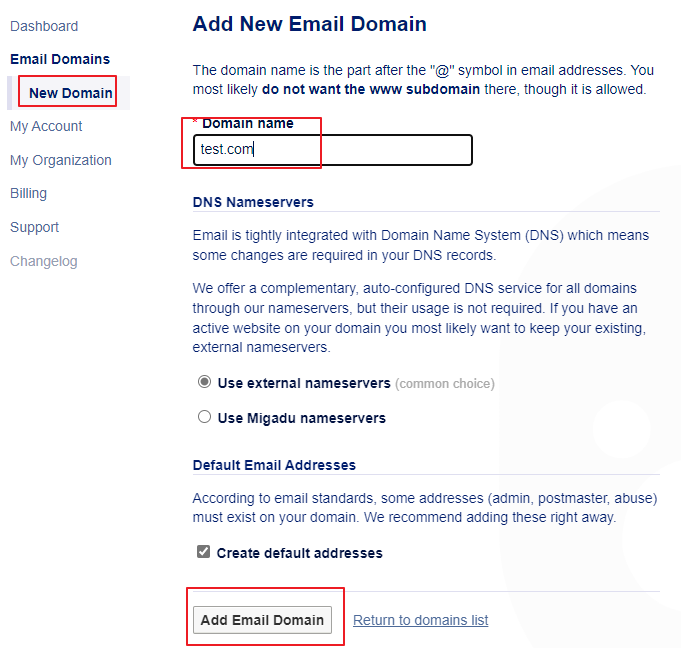 Dashboard
Email Domains
New Domain
My Account
My Organization
Billing
Support
Changelog
Add New Email Domain
The domain name is the part after the "@" symbol in email addresses. You
most likely do not want the www subdomain there, though it is allowed.
* Domain name
test.com
DNS Nameservers
Email is tightly integrated with Domain Name System (DNS) which means
some changes are required in your DNS records.
We offer a complementary, auto-configured DNS service for all domains
through our nameservers, but their usage is not required. If you have an
active website on your domain you most likely want to keep your existing,
external nameservers.
Use external nameservers (common choice)
Use Migadu nameservers
Default Email Addresses
According to email standards, some addresses (admin, postmaster, abuse)
must exist on your domain. We recommend adding these right away.
Create default addresses
Add Email Domain Return to domains list